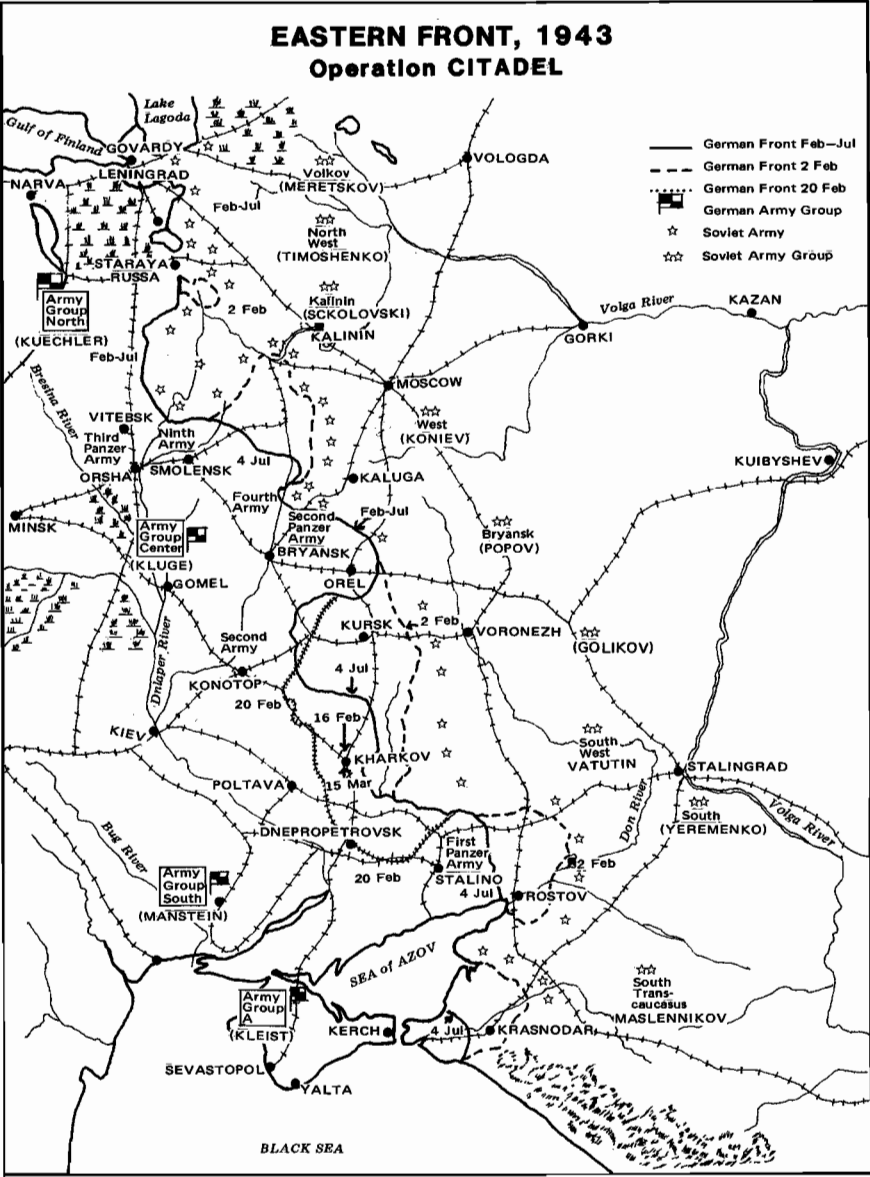 EASTERN FRONT, 1943
Operation CITADEL
German Front Feb–Jul
German Front 2 Feb
German Front 20 Feb
German Army Group
Soviet Army
Soviet Army Group
Lake
Lagoda
Gulf of Finland
GOVARDY
LENINGRAD
NARVA
VOLOGDA
Volkov
(MERETSKOV)
Feb-Jul
North
West
(TIMOSHENKO)
STARAYA
RUSSA
Army
Group
North
(KUECHLER)
2 Feb
Kalinin
(SCKOLOVSKI)
KALININ
Volga River
KAZAN
GORKI
Feb-Jul
MOSCOW
Bresina River
VITEBSK
Third
Panzer
Army
Ninth
Army
West
(KONIEV)
ORSHA
SMOLENSK
4 Jul
KALUGA
KUIBYSHEV
Fourth
Army
MINSK
Army
Group
Center
(KLUGE)
Second
Panzer
Army
Feb-Jul
Bryansk
(POPOV)
BRYANSK
OREL
GOMEL
KURSK
2 Feb
VORONEZH
(GOLIKOV)
Second
Army
Dnlaper River
KONOTOP
4 Jul
20 Feb
16 Feb
KIEV
KHARKOV
15 Mar
South
West
VATUTIN
STALINGRAD
POLTAVA
Don River
South
(YEREMENKO)
Volga River
Bug River
DNEPROPETROVSK
First
Panzer
Army
20 Feb
STALINO
4 Jul
2 Feb
Army
Group
South
(MANSTEIN)
ROSTOV
SEA of AZOV
South
Trans-
caucasus
MASLENNIKOV
Army
Group
A
(KLEIST)
KERCH
4 Jul
KRASNODAR
SEVASTOPOL
YALTA
BLACK SEA